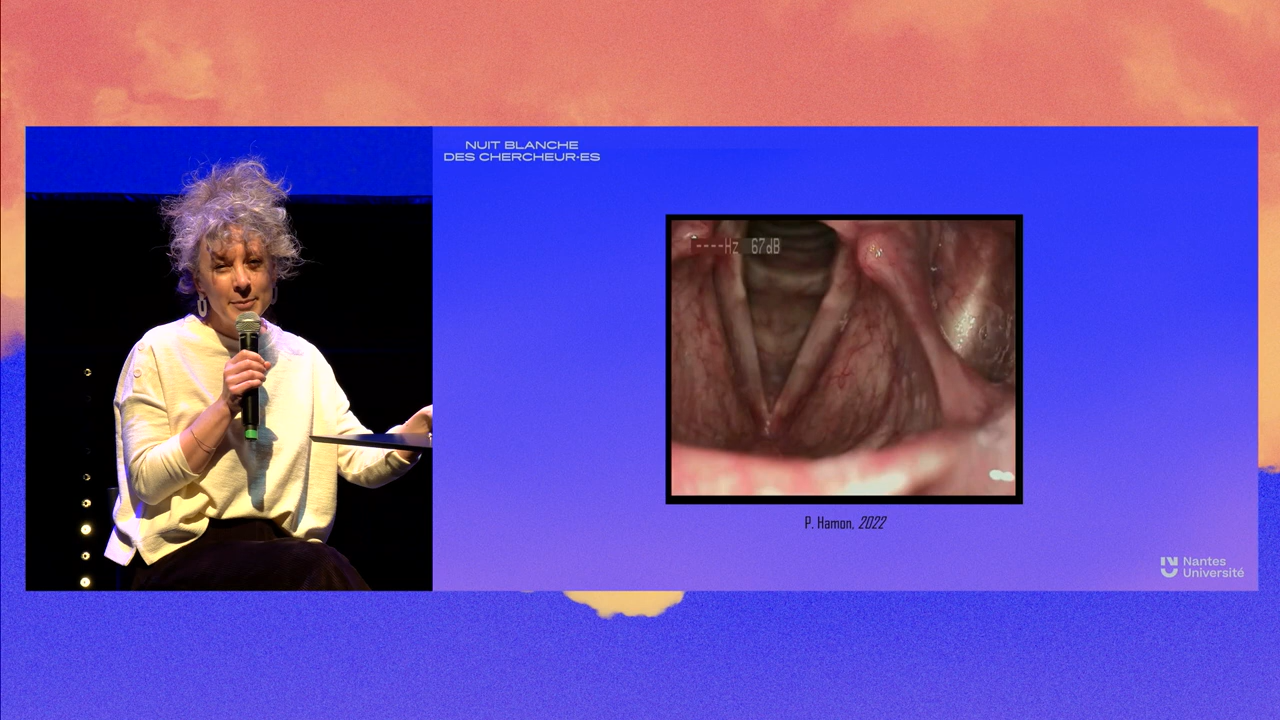 NUIT BLANCHE
DES CHERCHEUR·ES
----Hz 67dB
P. Hamon, 2022
Nantes
Université